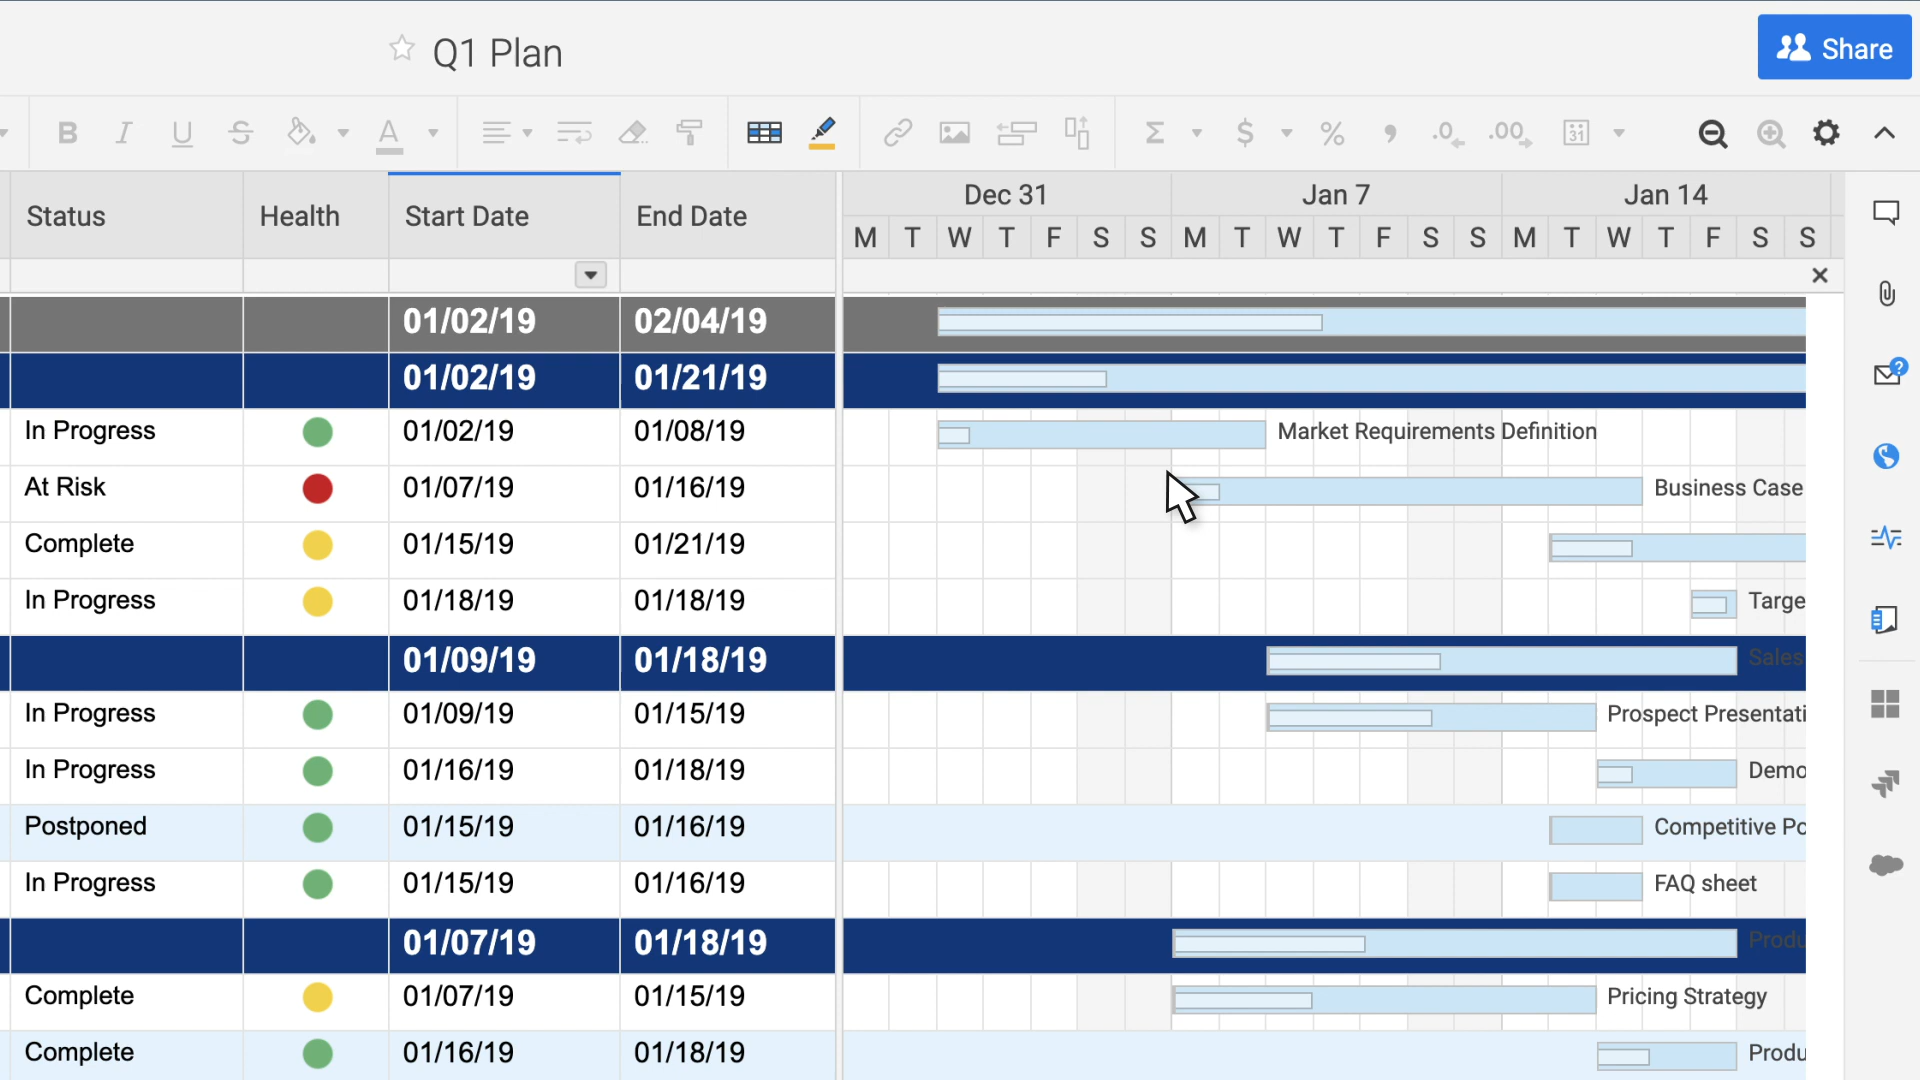 Q1 Plan
Share
B I U S A Σ $ % , .0 .00 31
Status Health Start Date End Date Dec 31 Jan 7 Jan 14
M T W T F S S M T W T F S S M T W T F S S
01/02/19 02/04/19
01/02/19 01/21/19
In Progress 01/02/19 01/08/19 Market Requirements Definition
At Risk 01/07/19 01/16/19 Business Case
Complete 01/15/19 01/21/19
In Progress 01/18/19 01/18/19 Targe
01/09/19 01/18/19 Sales
In Progress 01/09/19 01/15/19 Prospect Presentati
In Progress 01/16/19 01/18/19 Demo
Postponed 01/15/19 01/16/19 Competitive Po
In Progress 01/15/19 01/16/19 FAQ sheet
01/07/19 01/18/19 Produ
Complete 01/07/19 01/15/19 Pricing Strategy
Complete 01/16/19 01/18/19 Produ